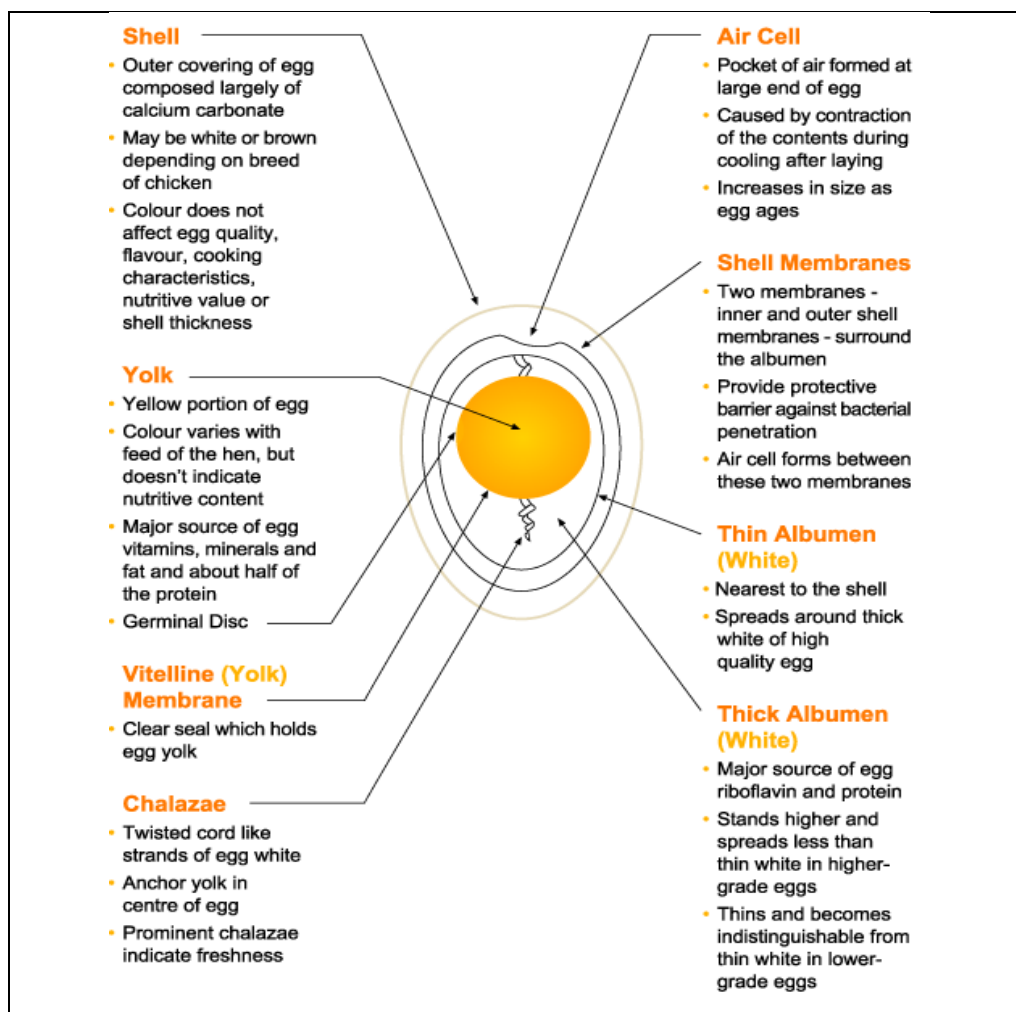 Shell
• Outer covering of egg
composed largely of
calcium carbonate
• May be white or brown
depending on breed
of chicken
• Colour does not
affect egg quality,
flavour, cooking
characteristics,
nutritive value or
shell thickness
Yolk
• Yellow portion of egg
• Colour varies with
feed of the hen, but
doesn't indicate
nutritive content
• Major source of egg
vitamins, minerals and
fat and about half of
the protein
• Germinal Disc
Vitelline (Yolk)
Membrane
• Clear seal which holds
egg yolk
Chalazae
• Twisted cord like
strands of egg white
• Anchor yolk in
centre of egg
• Prominent chalazae
indicate freshness
Air Cell
• Pocket of air formed at
large end of egg
• Caused by contraction
of the contents during
cooling after laying
• Increases in size as
egg ages
Shell Membranes
• Two membranes -
inner and outer shell
membranes - surround
the albumen
• Provide protective
barrier against bacterial
penetration
• Air cell forms between
these two membranes
Thin Albumen
(White)
• Nearest to the shell
• Spreads around thick
white of high
quality egg
Thick Albumen
(White)
• Major source of egg
riboflavin and protein
• Stands higher and
spreads less than
thin white in higher-
grade eggs
• Thins and becomes
indistinguishable from
thin white in lower-
grade eggs